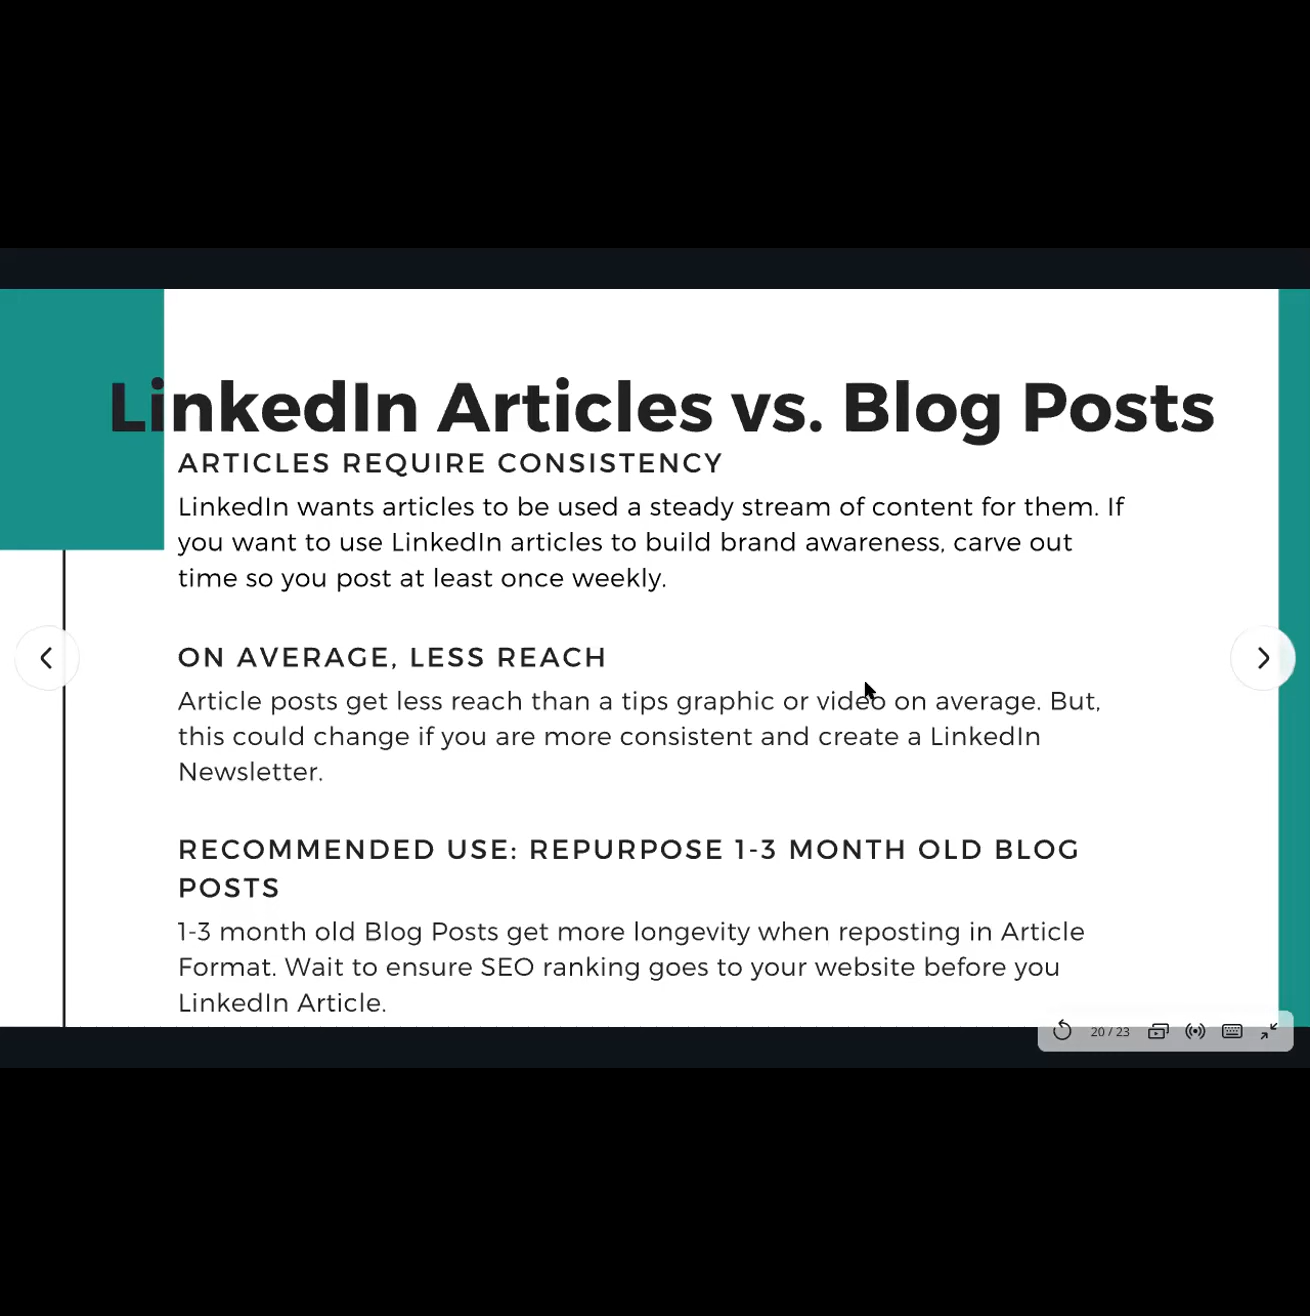 LinkedIn Articles vs. Blog Posts
ARTICLES REQUIRE CONSISTENCY
LinkedIn wants articles to be used a steady stream of content for them. If
you want to use LinkedIn articles to build brand awareness, carve out
time so you post at least once weekly.
ON AVERAGE, LESS REACH
Article posts get less reach than a tips graphic or video on average. But,
this could change if you are more consistent and create a LinkedIn
Newsletter.
RECOMMENDED USE: REPURPOSE 1-3 MONTH OLD BLOG
POSTS
1-3 month old Blog Posts get more longevity when reposting in Article
Format. Wait to ensure SEO ranking goes to your website before you
LinkedIn Article.
20 / 23